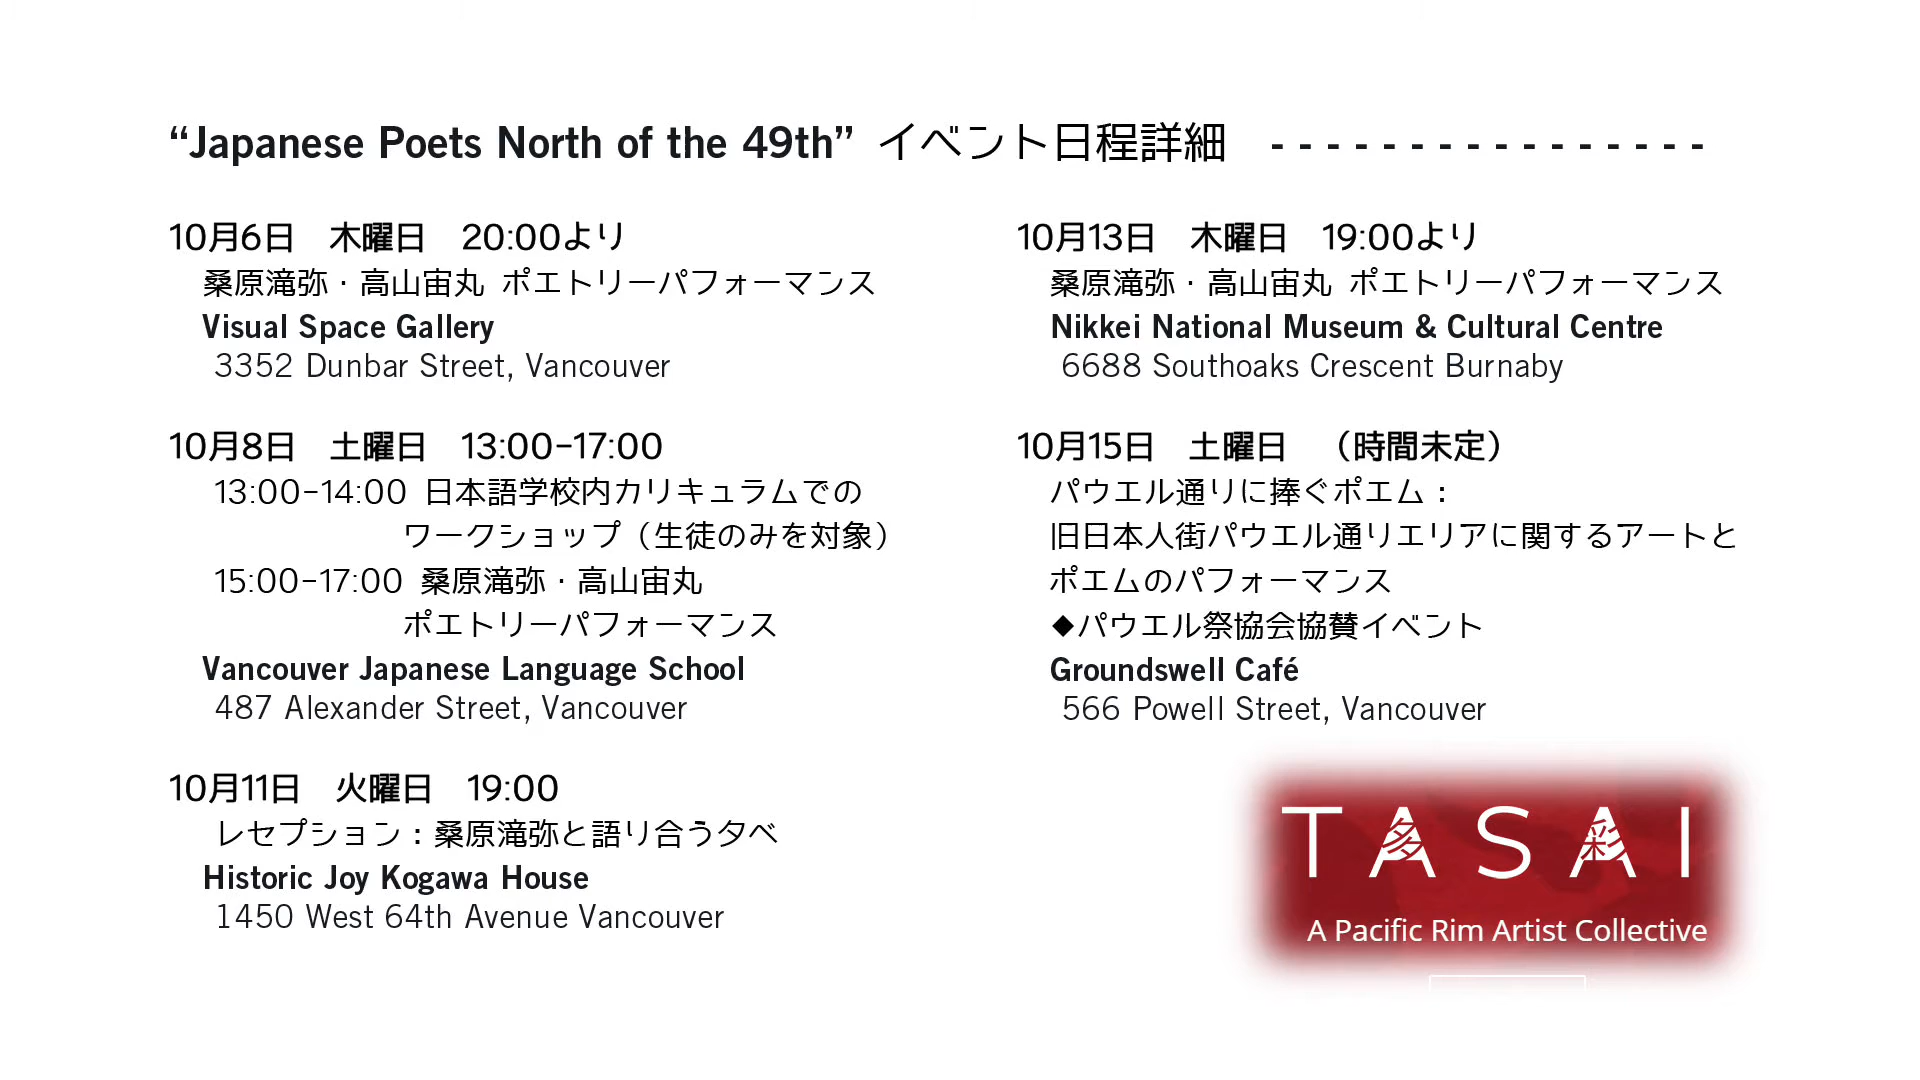 “Japanese Poets North of the 49th” イベント日程詳細 - - - - - - - - - - - - - - - -
10月6日　木曜日　20:00より
桑原滝弥・高山宙丸 ポエトリーパフォーマンス
Visual Space Gallery
3352 Dunbar Street, Vancouver
10月8日　土曜日　13:00-17:00
13:00-14:00 日本語学校内カリキュラムでの
ワークショップ（生徒のみを対象）
15:00-17:00 桑原滝弥・高山宙丸
ポエトリーパフォーマンス
Vancouver Japanese Language School
487 Alexander Street, Vancouver
10月11日　火曜日　19:00
レセプション：桑原滝弥と語り合う夕べ
Historic Joy Kogawa House
1450 West 64th Avenue Vancouver
10月13日　木曜日　19:00より
桑原滝弥・高山宙丸 ポエトリーパフォーマンス
Nikkei National Museum & Cultural Centre
6688 Southoaks Crescent Burnaby
10月15日　土曜日　（時間未定）
パウエル通りに捧ぐポエム：
旧日本人街パウエル通りエリアに関するアートと
ポエムのパフォーマンス
◆パウエル祭協会協賛イベント
Groundswell Café
566 Powell Street, Vancouver
TASAI
多彩
A Pacific Rim Artist Collective